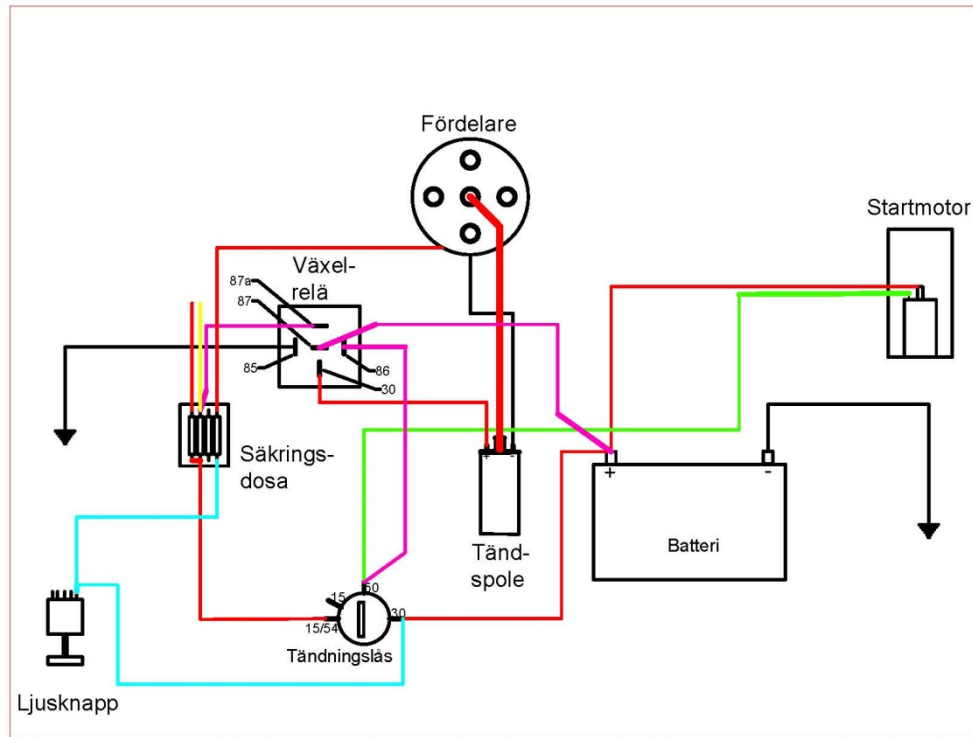 Fördelare
Startmotor
Växel-
relä
87a
87
85
86
30
Säkrings-
dosa
+
-
Tänd-
spole
+
-
Batteri
50
15
30
15/54
Tändningslås
Ljusknapp